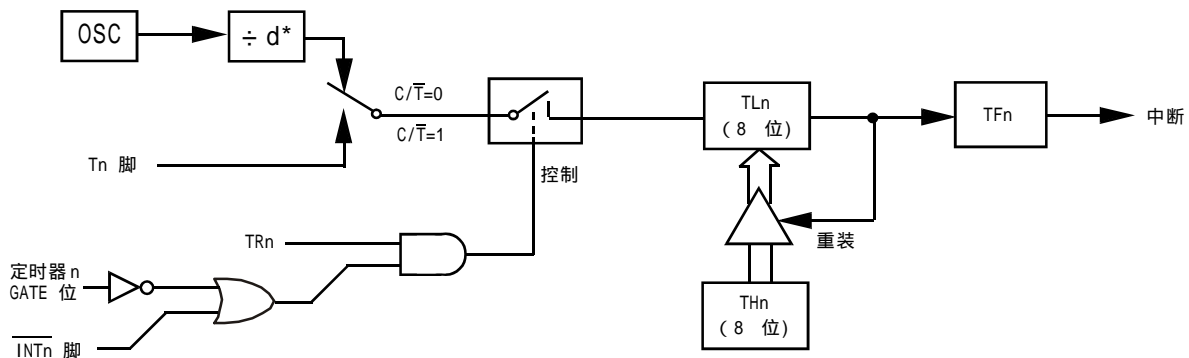 OSC
÷ d*
C/T̅=0
C/T̅=1
Tn 脚
控制
TLn
(8 位)
TFn
中断
重装
TRn
定时器 n
GATE 位
I̅N̅T̅n̅ 脚
THn
(8 位)